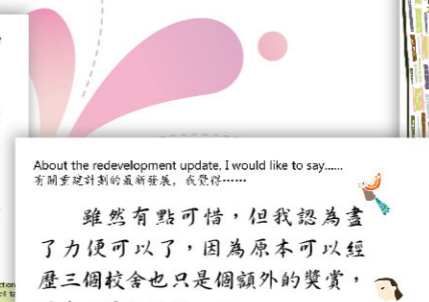 About the redevelopment update, I would like to say......
有關重建計劃的最新發展，我覺得……
雖然有點可惜，但我認為盡
了力便可以了，因為原本可以經
歷三個校舍也只是個額外的獎賞，